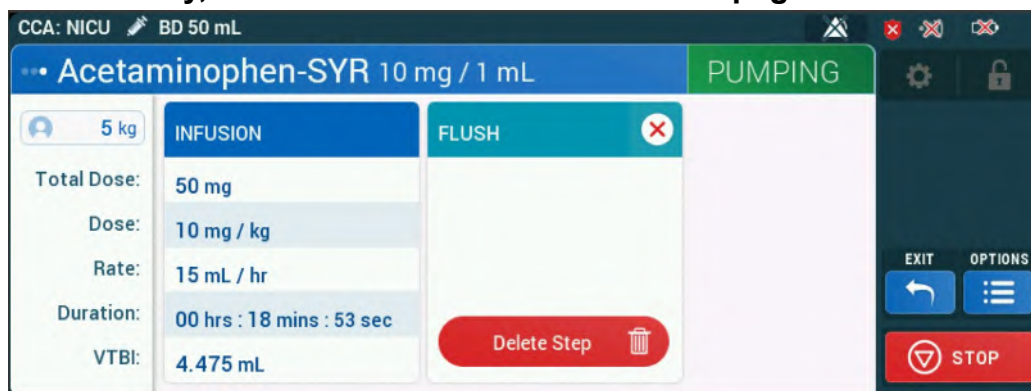 CCA: NICU BD 50 mL
Acetaminophen-SYR 10 mg / 1 mL PUMPING
5 kg INFUSION FLUSH
Total Dose: 50 mg
Dose: 10 mg / kg
Rate: 15 mL / hr
EXIT OPTIONS
Duration: 00 hrs : 18 mins : 53 sec
Delete Step
VTBI: 4.475 mL
STOP